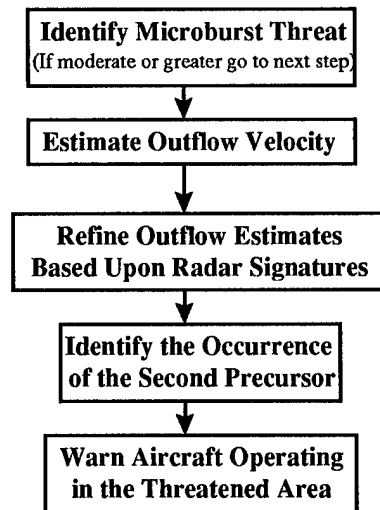 Identify Microburst Threat
(If moderate or greater go to next step)
Estimate Outflow Velocity
Refine Outflow Estimates
Based Upon Radar Signatures
Identify the Occurrence
of the Second Precursor
Warn Aircraft Operating
in the Threatened Area